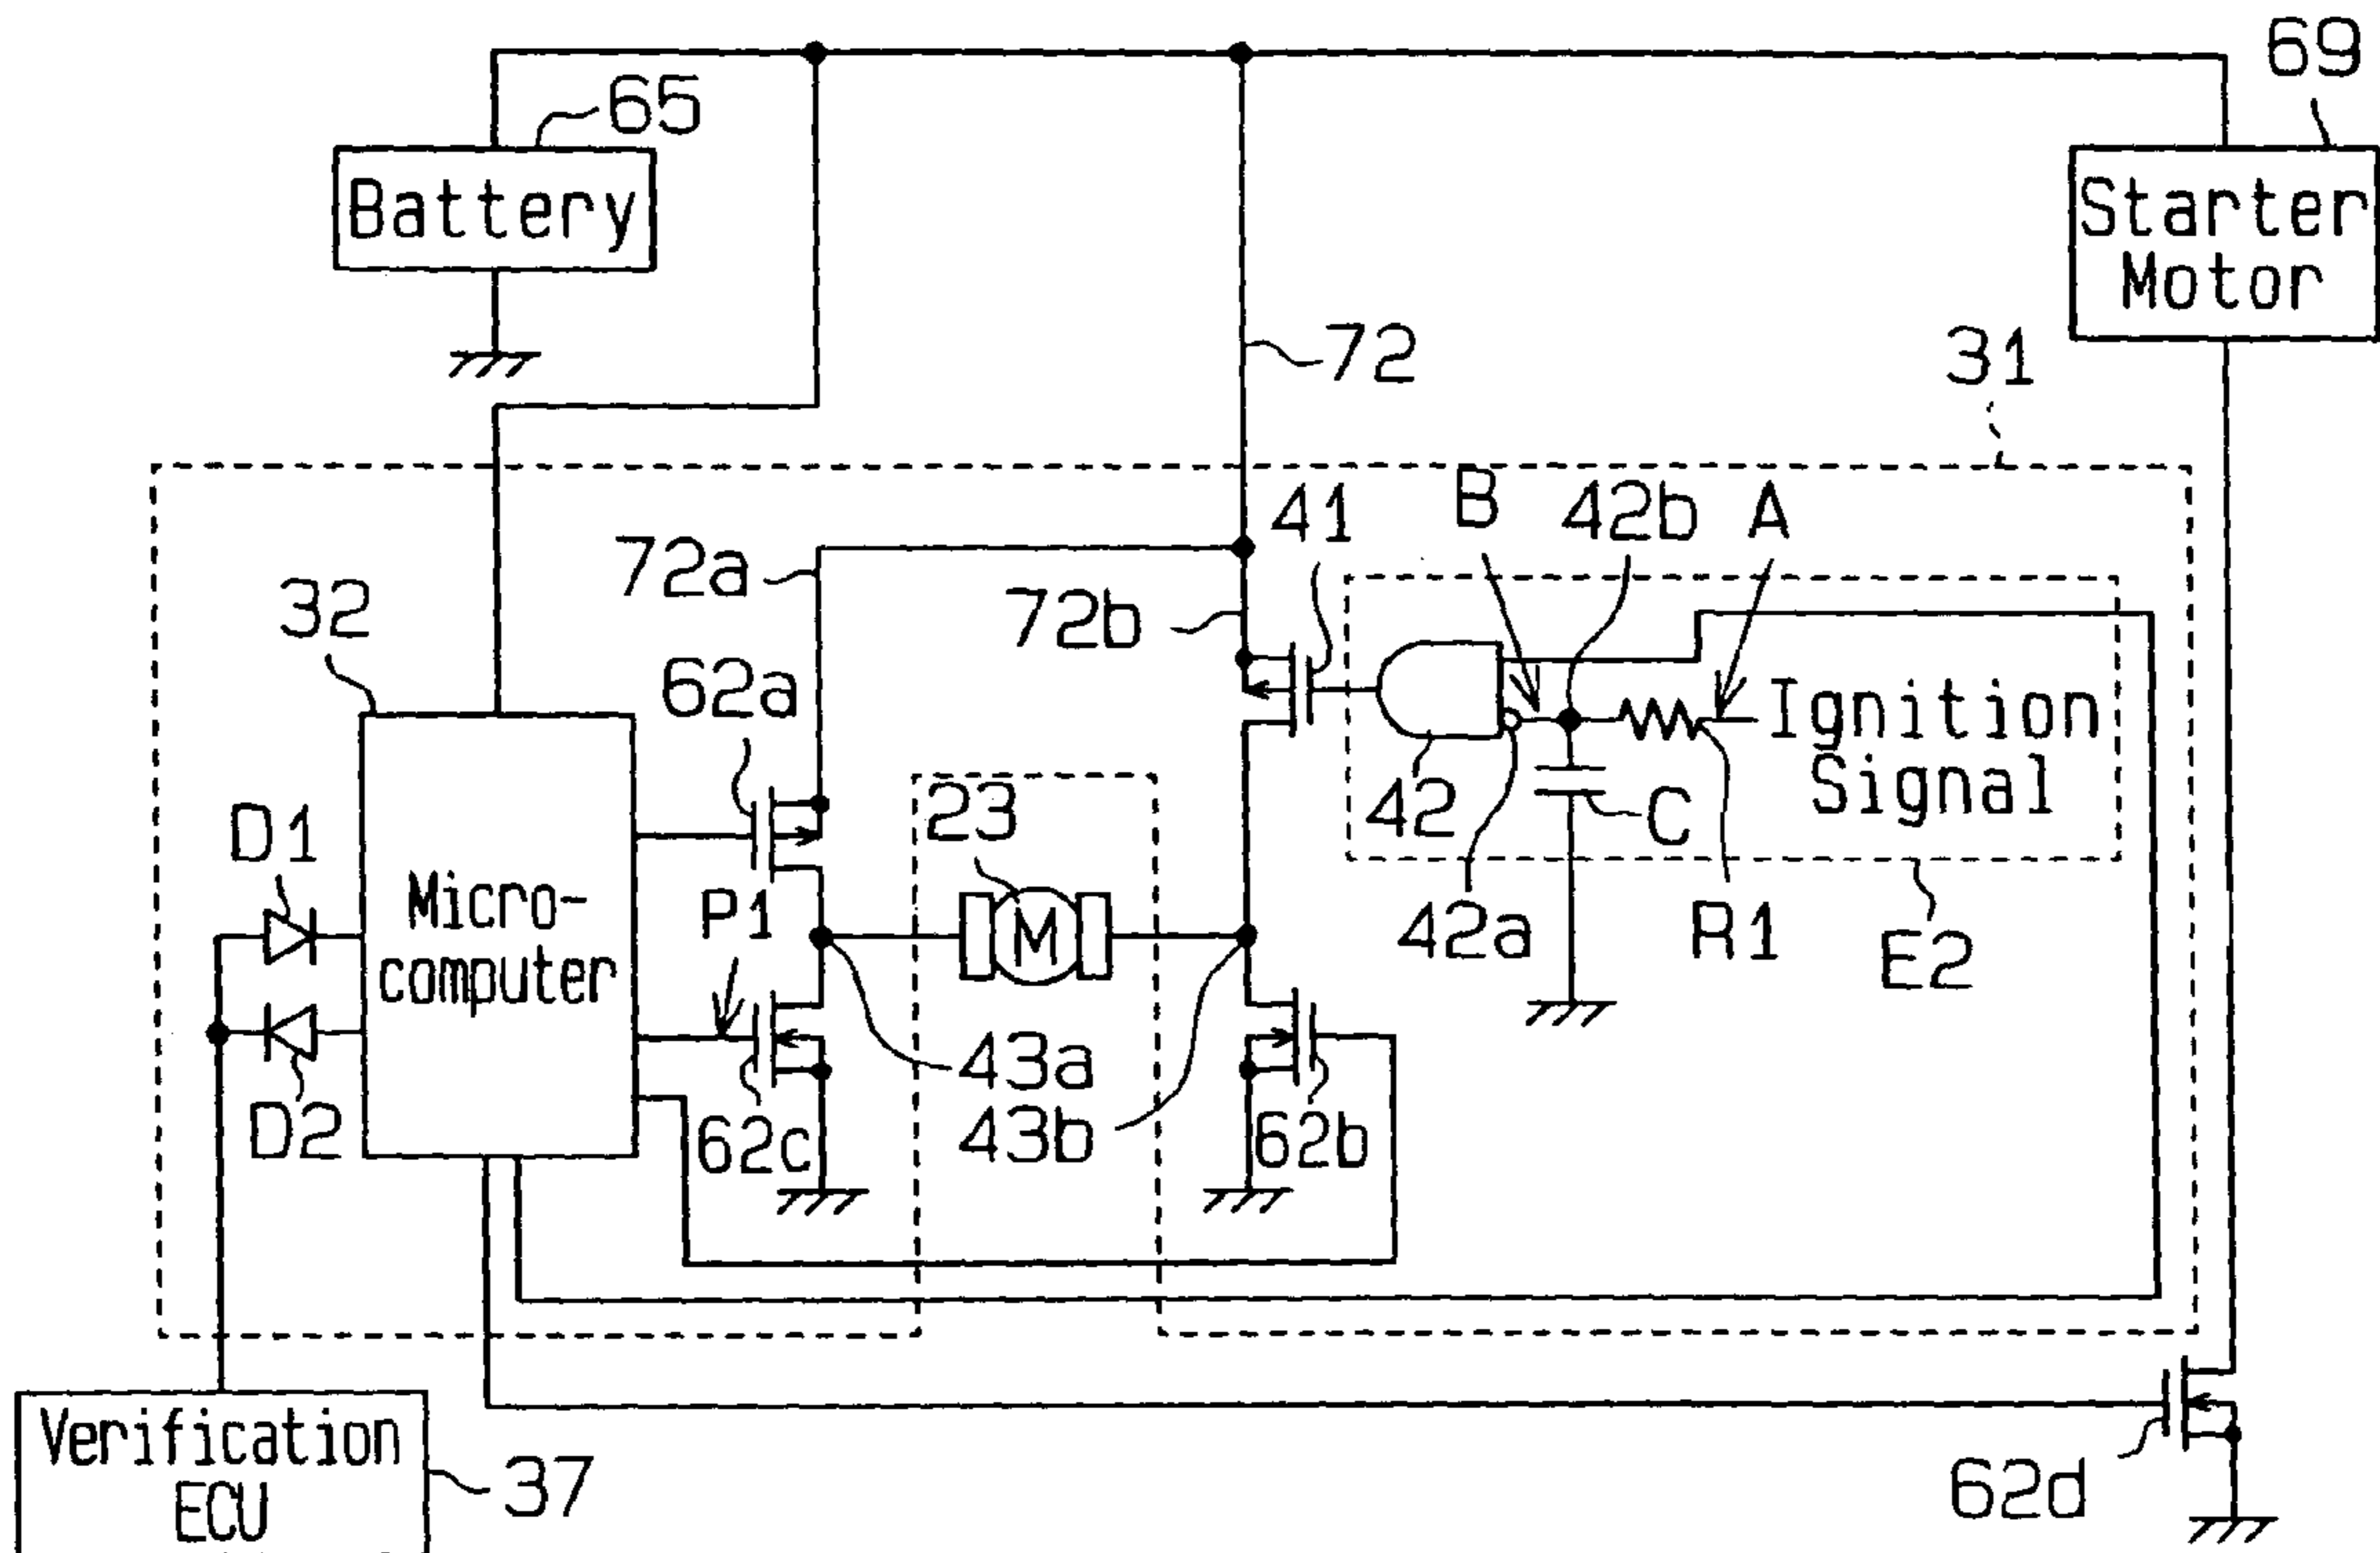 69
65
Battery
Starter
Motor
72
31
41
B
42b
A
72a
72b
32
62a
Ignition
Signal
42
C
D1
23
P1
M
Micro-
computer
42a
R1
E2
43a
43b
D2
62c
62b
Verification
ECU
37
62d